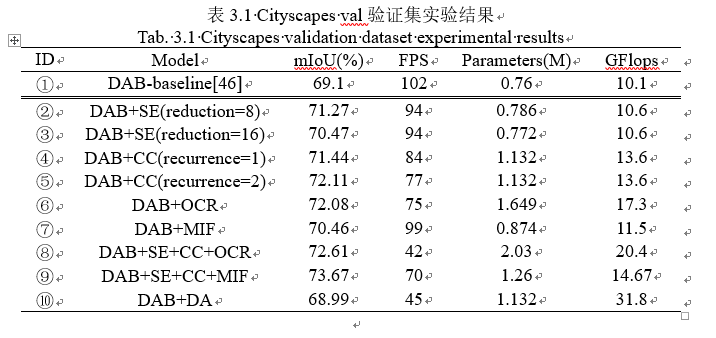 表 3.1 Cityscapes val 验证集实验结果
Tab. 3.1 Cityscapes validation dataset experimental results
ID Model mIoU(%) FPS Parameters(M) GFlops
① DAB-baseline[46] 69.1 102 0.76 10.1
② DAB+SE(reduction=8) 71.27 94 0.786 10.6
③ DAB+SE(reduction=16) 70.47 94 0.772 10.6
④ DAB+CC(recurrence=1) 71.44 84 1.132 13.6
⑤ DAB+CC(recurrence=2) 72.11 77 1.132 13.6
⑥ DAB+OCR 72.08 75 1.649 17.3
⑦ DAB+MIF 70.46 99 0.874 11.5
⑧ DAB+SE+CC+OCR 72.61 42 2.03 20.4
⑨ DAB+SE+CC+MIF 73.67 70 1.26 14.67
⑩ DAB+DA 68.99 45 1.132 31.8